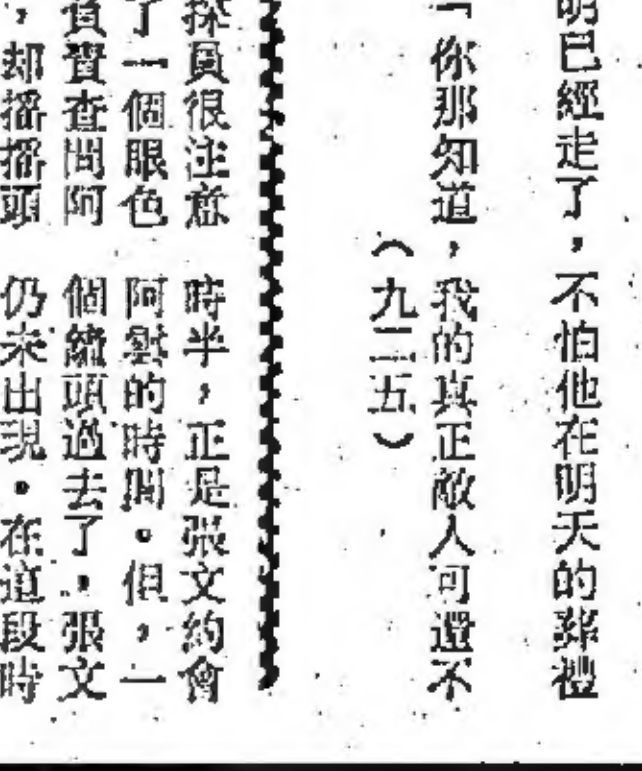 明已經走了，不怕他在明天的葬禮
「你那知道，我的真正敵人可還不
（九二五）
探員很注意
了一個眼色
負責查問阿
，却搖搖頭
時半，正是張文約會
阿的時間。但，一
個鐘頭過去了，張文
仍未出現。在這段時